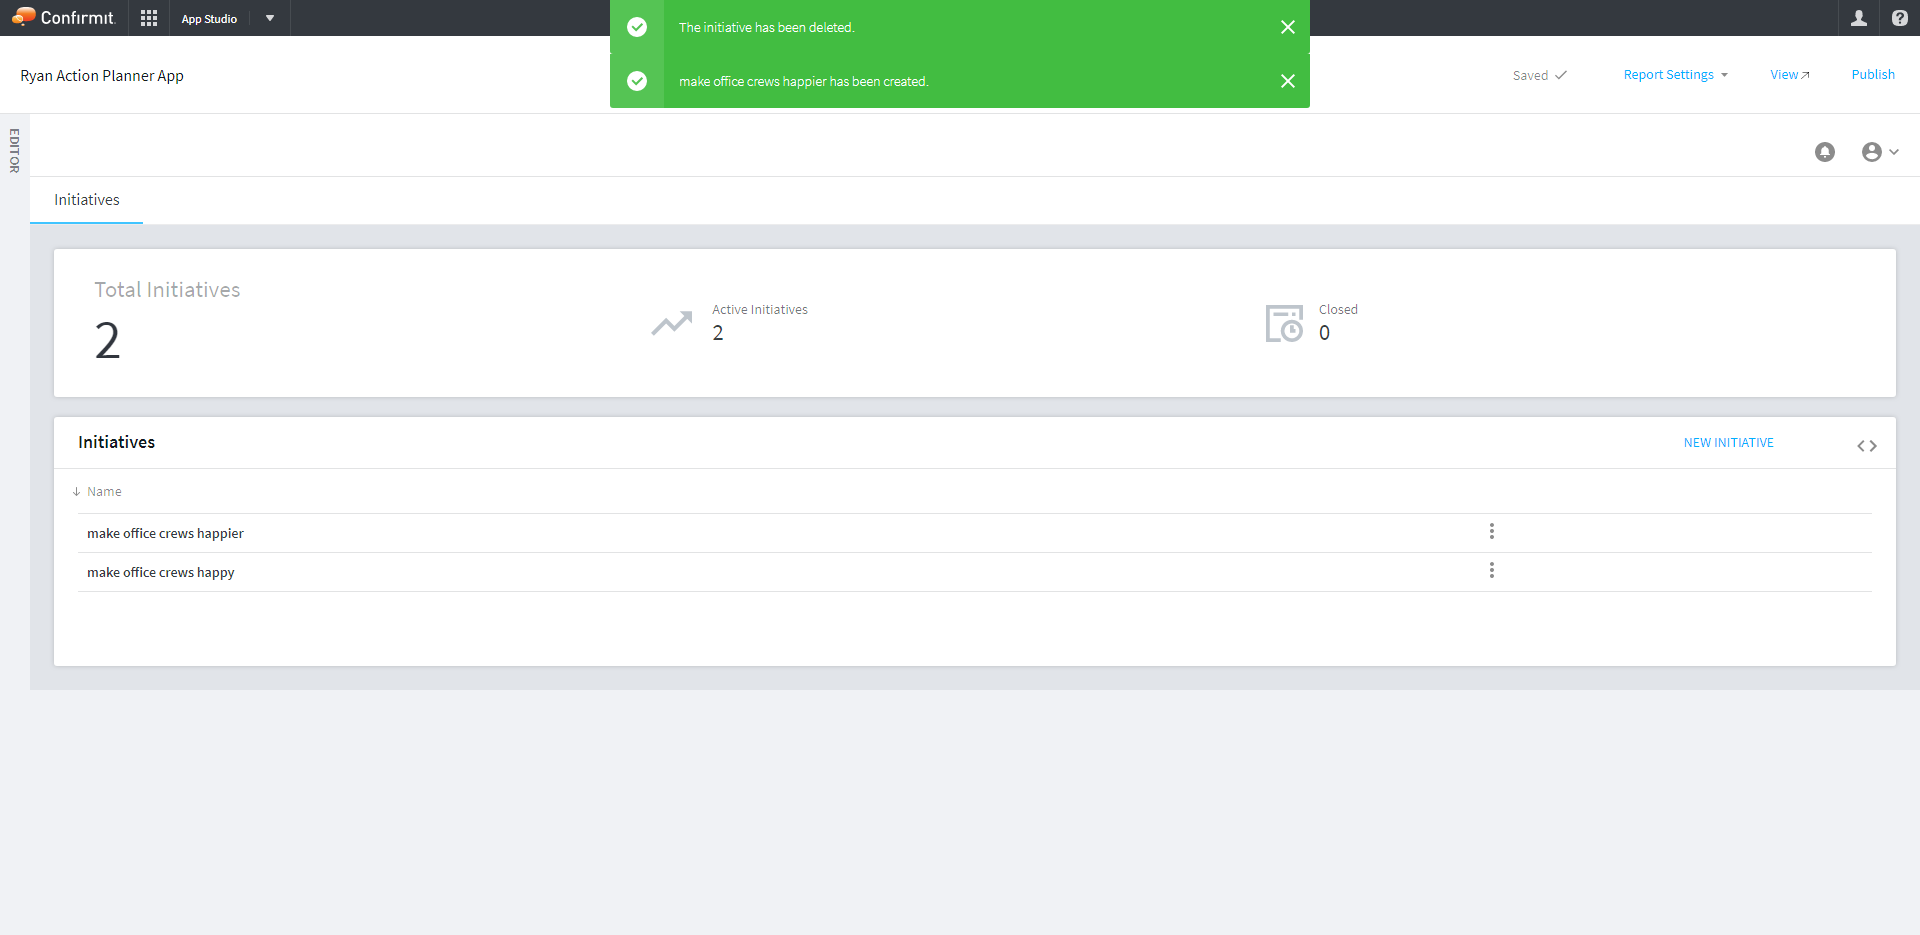 Confirmit.
App Studio
The initiative has been deleted.
make office crews happier has been created.
Ryan Action Planner App
Saved
Report Settings
View
Publish
EDITOR
Initiatives
Total Initiatives
2
Active Initiatives
2
Closed
0
Initiatives
NEW INITIATIVE
Name
make office crews happier
make office crews happy